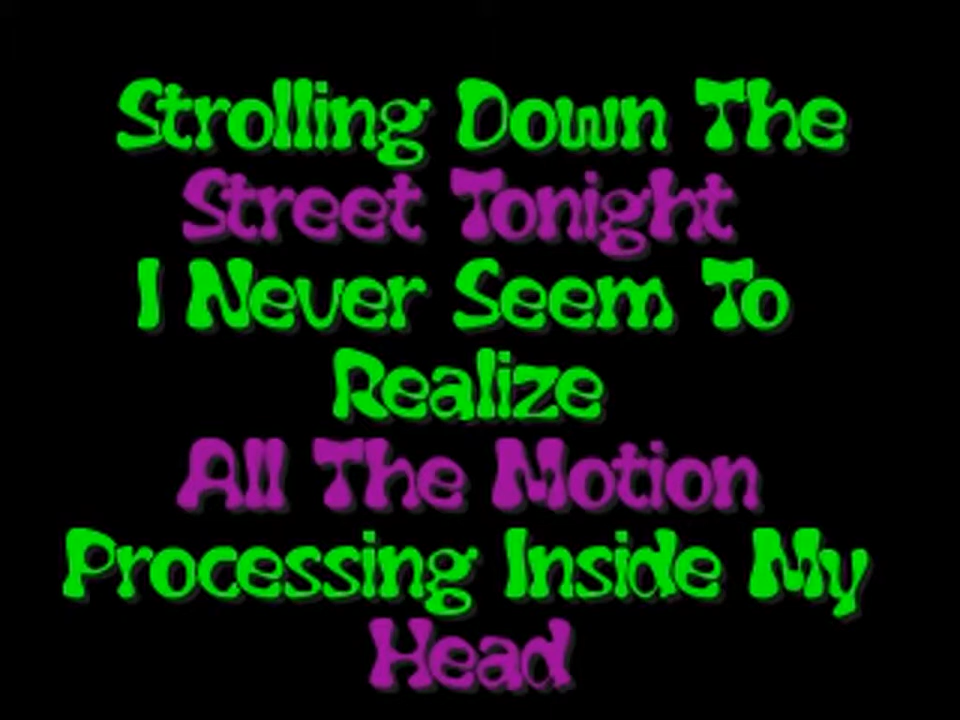 Strolling Down The
Street Tonight
I Never Seem To
Realize
All The Motion
Processing Inside My
Head